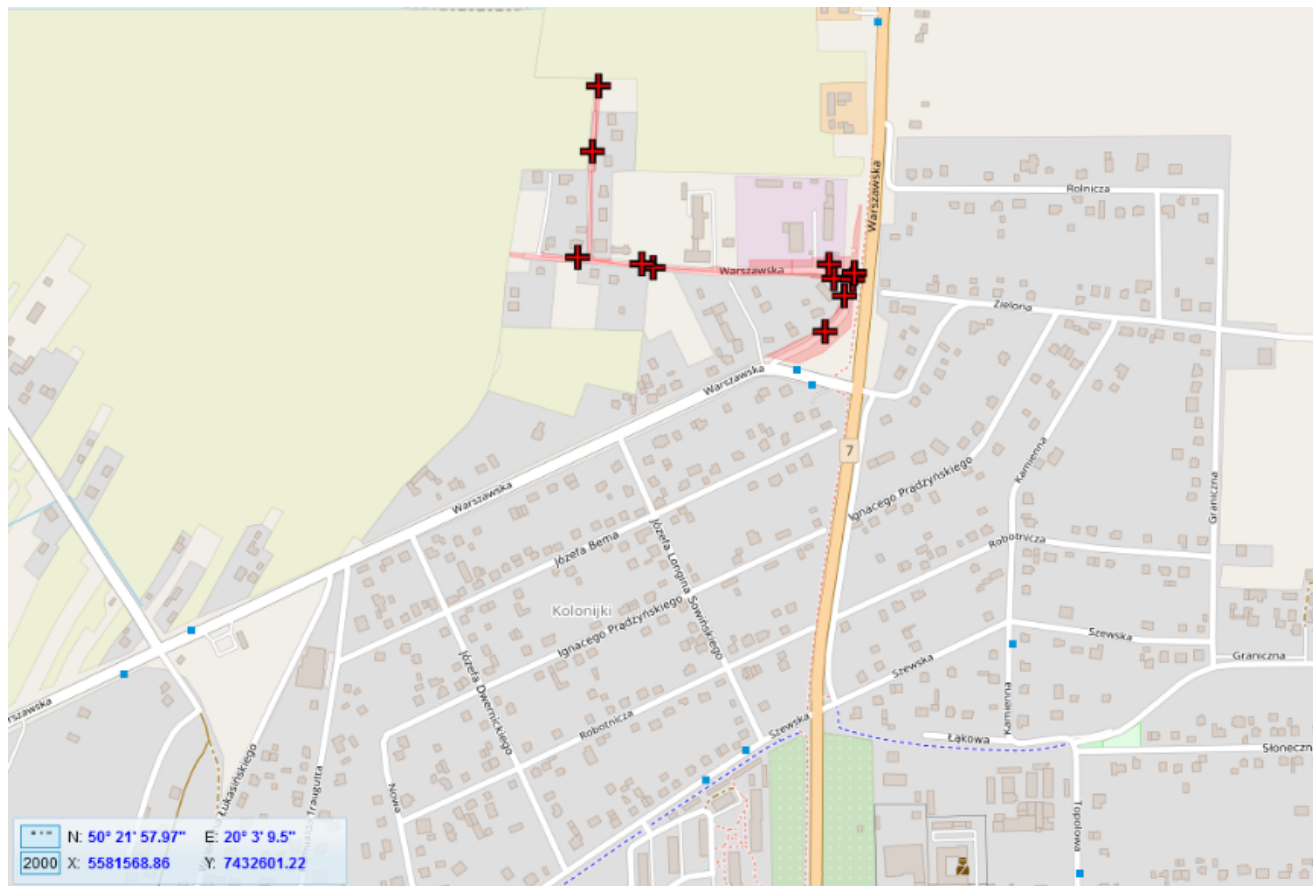 Warszawska
Rolnicza
Warszawska
Zielona
Warszawska
7
Kamienna
Ignacego Prądzyńskiego
Graniczna
Warszawska
Józefa Bema
Józefa Longina Sowińskiego
Robotnicza
Kolonijki
Ignacego Prądzyńskiego
Szewska
Graniczna
Szewska
Józefa Dwernickiego
Kamienna
rszawska
Robotnicza
Szewska
Łąkowa
Słoneczn
Łukasińskiego
mualda Traugutta
Nowa
Topolowa
° ' " N: 50° 21' 57.97" E: 20° 3' 9.5"
2000 X: 5581568.86 Y: 7432601.22